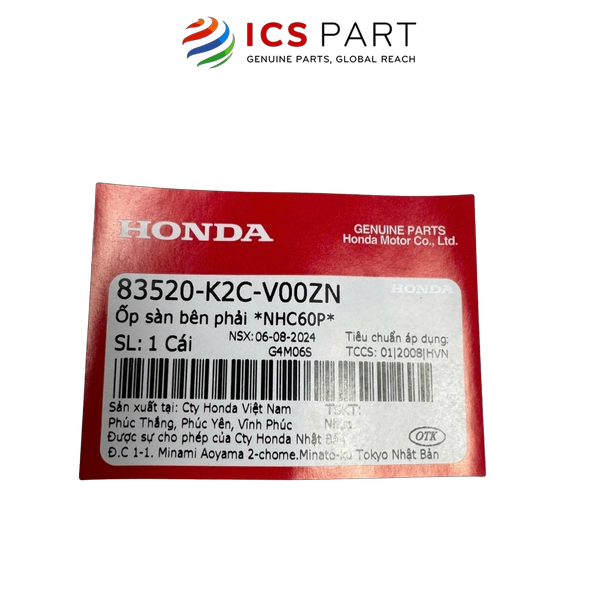 ICS PART
GENUINE PARTS, GLOBAL REACH
HONDA
GENUINE PARTS
Honda Motor Co., Ltd.
83520-K2C-V00ZN
HONDA
Ốp sàn bên phải *NHC60P*
SL: 1 Cái
NSX: 06-08-2024
G4M06S
Tiêu chuẩn áp dụng:
TCCS: 01|2008|HVN
Sản xuất tại: Cty Honda Việt Nam
TSKT:
Phúc Thắng, Phúc Yên, Vĩnh Phúc
Nhựa
Được sự cho phép của Cty Honda Nhật Bản
OTK
Đ.C 1-1. Minami Aoyama 2-chome.Minato-ku Tokyo Nhật Bản